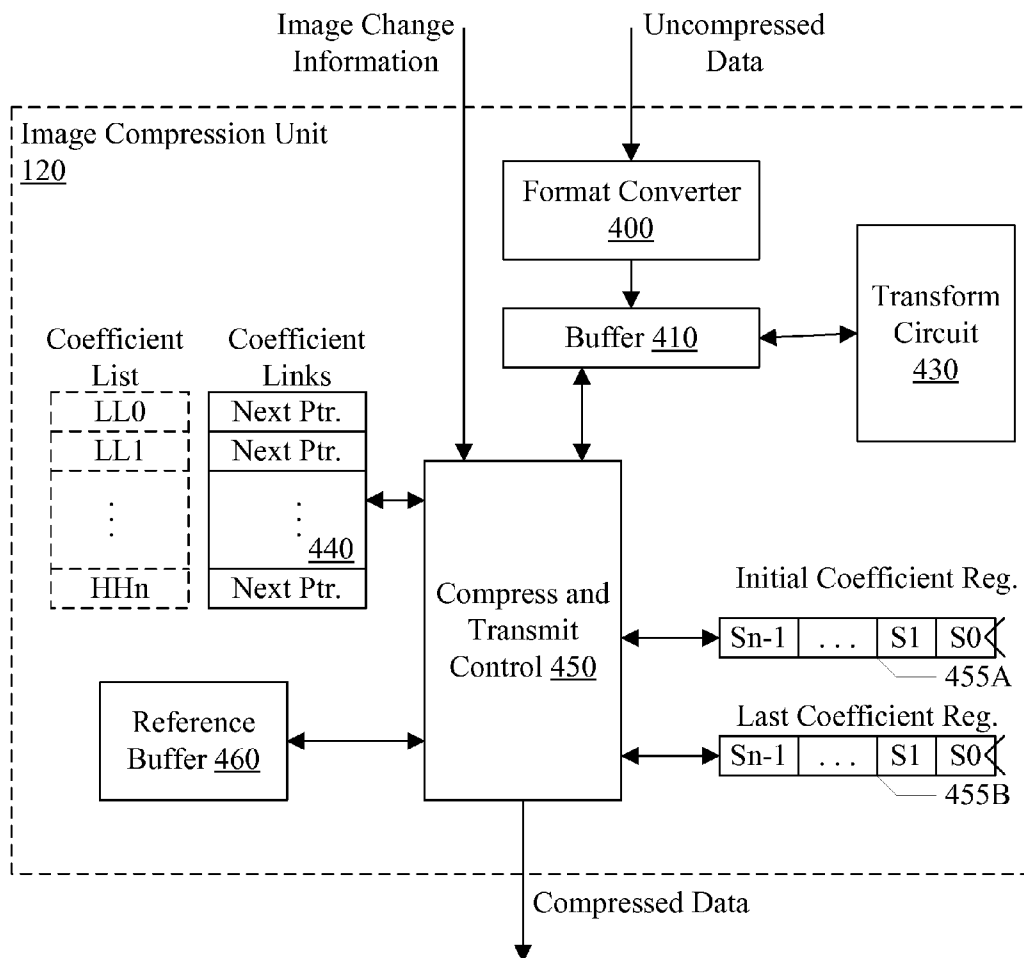 Image Change
Information
Uncompressed
Data
Image Compression Unit
120
Format Converter
400
Buffer 410
Transform
Circuit
430
Coefficient
List
LL0
LL1
⋮
HHn
Coefficient
Links
Next Ptr.
Next Ptr.
⋮
440
Next Ptr.
Compress and
Transmit
Control 450
Initial Coefficient Reg.
Sn-1 . . . S1 S0
455A
Last Coefficient Reg.
Sn-1 . . . S1 S0
455B
Reference
Buffer 460
Compressed Data